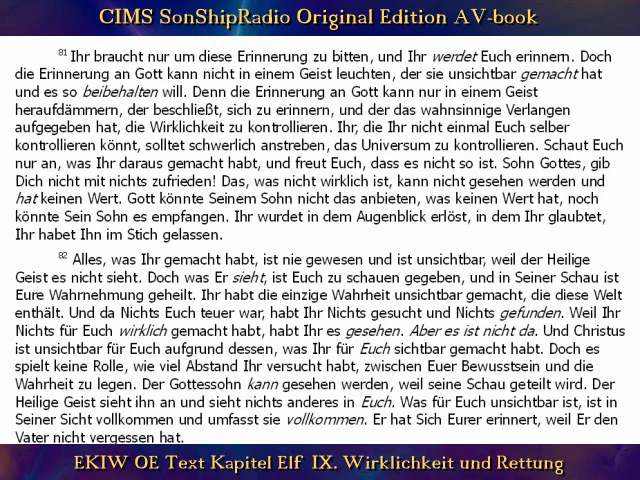 CIMS SonShipRadio Original Edition AV-book
81 Ihr braucht nur um diese Erinnerung zu bitten, und Ihr werdet Euch erinnern. Doch
die Erinnerung an Gott kann nicht in einem Geist leuchten, der sie unsichtbar gemacht hat
und es so beibehalten will. Denn die Erinnerung an Gott kann nur in einem Geist
heraufdämmern, der beschließt, sich zu erinnern, und der das wahnsinnige Verlangen
aufgegeben hat, die Wirklichkeit zu kontrollieren. Ihr, die Ihr nicht einmal Euch selber
kontrollieren könnt, solltet schwerlich anstreben, das Universum zu kontrollieren. Schaut Euch
nur an, was Ihr daraus gemacht habt, und freut Euch, dass es nicht so ist. Sohn Gottes, gib
Dich nicht mit nichts zufrieden! Das, was nicht wirklich ist, kann nicht gesehen werden und
hat keinen Wert. Gott könnte Seinem Sohn nicht das anbieten, was keinen Wert hat, noch
könnte Sein Sohn es empfangen. Ihr wurdet in dem Augenblick erlöst, in dem Ihr glaubtet,
Ihr habet Ihn im Stich gelassen.
82 Alles, was Ihr gemacht habt, ist nie gewesen und ist unsichtbar, weil der Heilige
Geist es nicht sieht. Doch was Er sieht, ist Euch zu schauen gegeben, und in Seiner Schau ist
Eure Wahrnehmung geheilt. Ihr habt die einzige Wahrheit unsichtbar gemacht, die diese Welt
enthält. Und da Nichts Euch teuer war, habt Ihr Nichts gesucht und Nichts gefunden. Weil Ihr
Nichts für Euch wirklich gemacht habt, habt Ihr es gesehen. Aber es ist nicht da. Und Christus
ist unsichtbar für Euch aufgrund dessen, was Ihr für Euch sichtbar gemacht habt. Doch es
spielt keine Rolle, wie viel Abstand Ihr versucht habt, zwischen Euer Bewusstsein und die
Wahrheit zu legen. Der Gottessohn kann gesehen werden, weil seine Schau geteilt wird. Der
Heilige Geist sieht ihn an und sieht nichts anderes in Euch. Was für Euch unsichtbar ist, ist in
Seiner Sicht vollkommen und umfasst sie vollkommen. Er hat Sich Eurer erinnert, weil Er den
Vater nicht vergessen hat.
EKIW OE Text Kapitel Elf IX. Wirklichkeit und Rettung